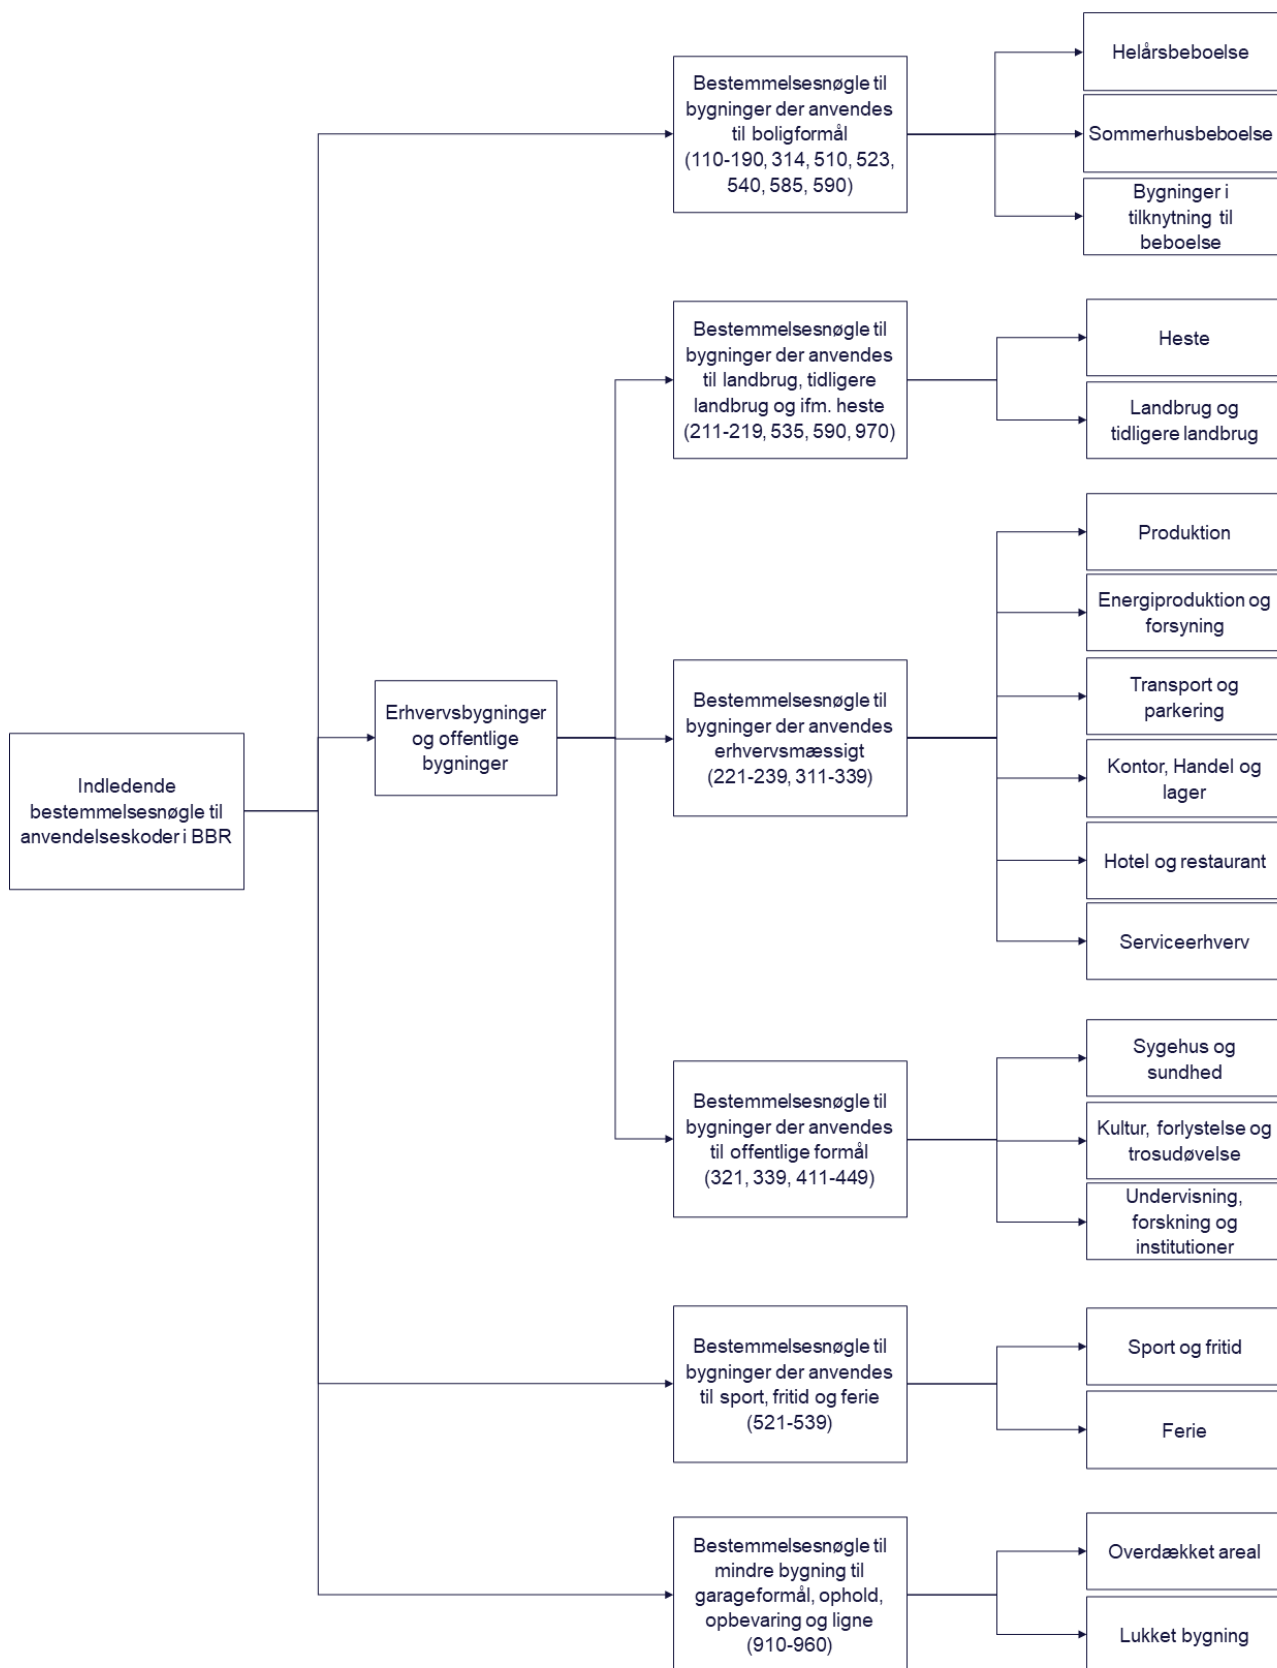 Indledende
bestemmelsesnøgle til
anvendelseskoder i BBR
Bestemmelsesnøgle til
bygninger der anvendes
til boligformål
(110-190, 314, 510, 523,
540, 585, 590)
Helårsbeboelse
Sommerhusbeboelse
Bygninger i
tilknytning til
beboelse
Erhvervsbygninger
og offentlige
bygninger
Bestemmelsesnøgle til
bygninger der anvendes
til landbrug, tidligere
landbrug og ifm. heste
(211-219, 535, 590, 970)
Heste
Landbrug og
tidligere landbrug
Bestemmelsesnøgle til
bygninger der anvendes
erhvervsmæssigt
(221-239, 311-339)
Produktion
Energiproduktion og
forsyning
Transport og
parkering
Kontor, Handel og
lager
Hotel og restaurant
Serviceerhverv
Bestemmelsesnøgle til
bygninger der anvendes
til offentlige formål
(321, 339, 411-449)
Sygehus og
sundhed
Kultur, forlystelse og
trosudøvelse
Undervisning,
forskning og
institutioner
Bestemmelsesnøgle til
bygninger der anvendes
til sport, fritid og ferie
(521-539)
Sport og fritid
Ferie
Bestemmelsesnøgle til
mindre bygning til
garageformål, ophold,
opbevaring og ligne
(910-960)
Overdækket areal
Lukket bygning